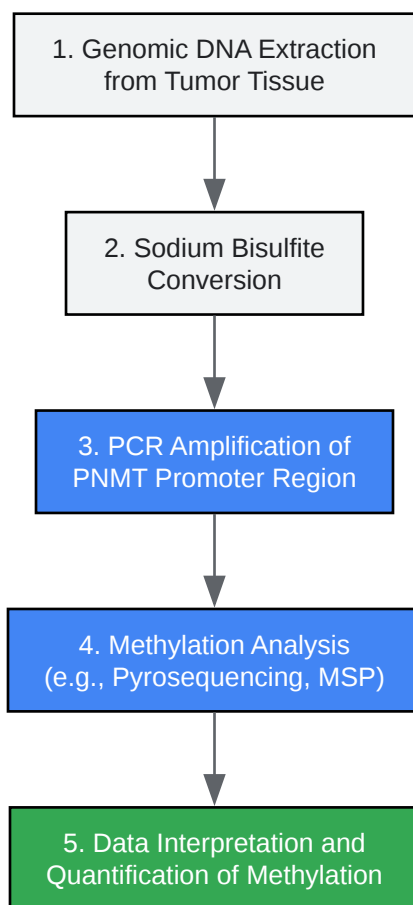 1. Genomic DNA Extraction
from Tumor Tissue
2. Sodium Bisulfite
Conversion
3. PCR Amplification of
PNMT Promoter Region
4. Methylation Analysis
(e.g., Pyrosequencing, MSP)
5. Data Interpretation and
Quantification of Methylation